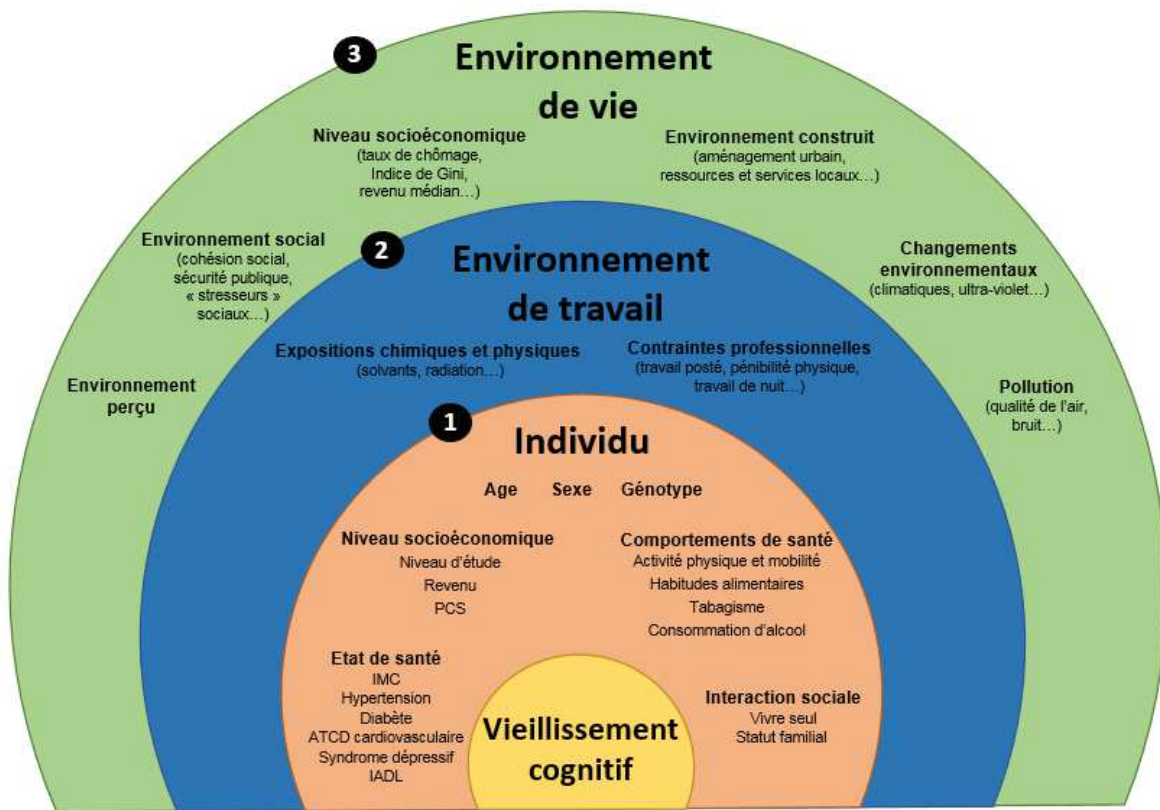 3
Environnement
de vie
Niveau socioéconomique
(taux de chômage,
Indice de Gini,
revenu médian…)
Environnement construit
(aménagement urbain,
ressources et services locaux…)
Environnement social
(cohésion social,
sécurité publique,
« stresseurs »
sociaux…)
Changements
environnementaux
(climatiques, ultra-violet…)
Environnement
perçu
Pollution
(qualité de l'air,
bruit…)
2
Environnement
de travail
Expositions chimiques et physiques
(solvants, radiation…)
Contraintes professionnelles
(travail posté, pénibilité physique,
travail de nuit…)
1
Individu
Age Sexe Génotype
Niveau socioéconomique
Niveau d'étude
Revenu
PCS
Comportements de santé
Activité physique et mobilité
Habitudes alimentaires
Tabagisme
Consommation d'alcool
Etat de santé
IMC
Hypertension
Diabète
ATCD cardiovasculaire
Syndrome dépressif
IADL
Interaction sociale
Vivre seul
Statut familial
Vieillissement
cognitif